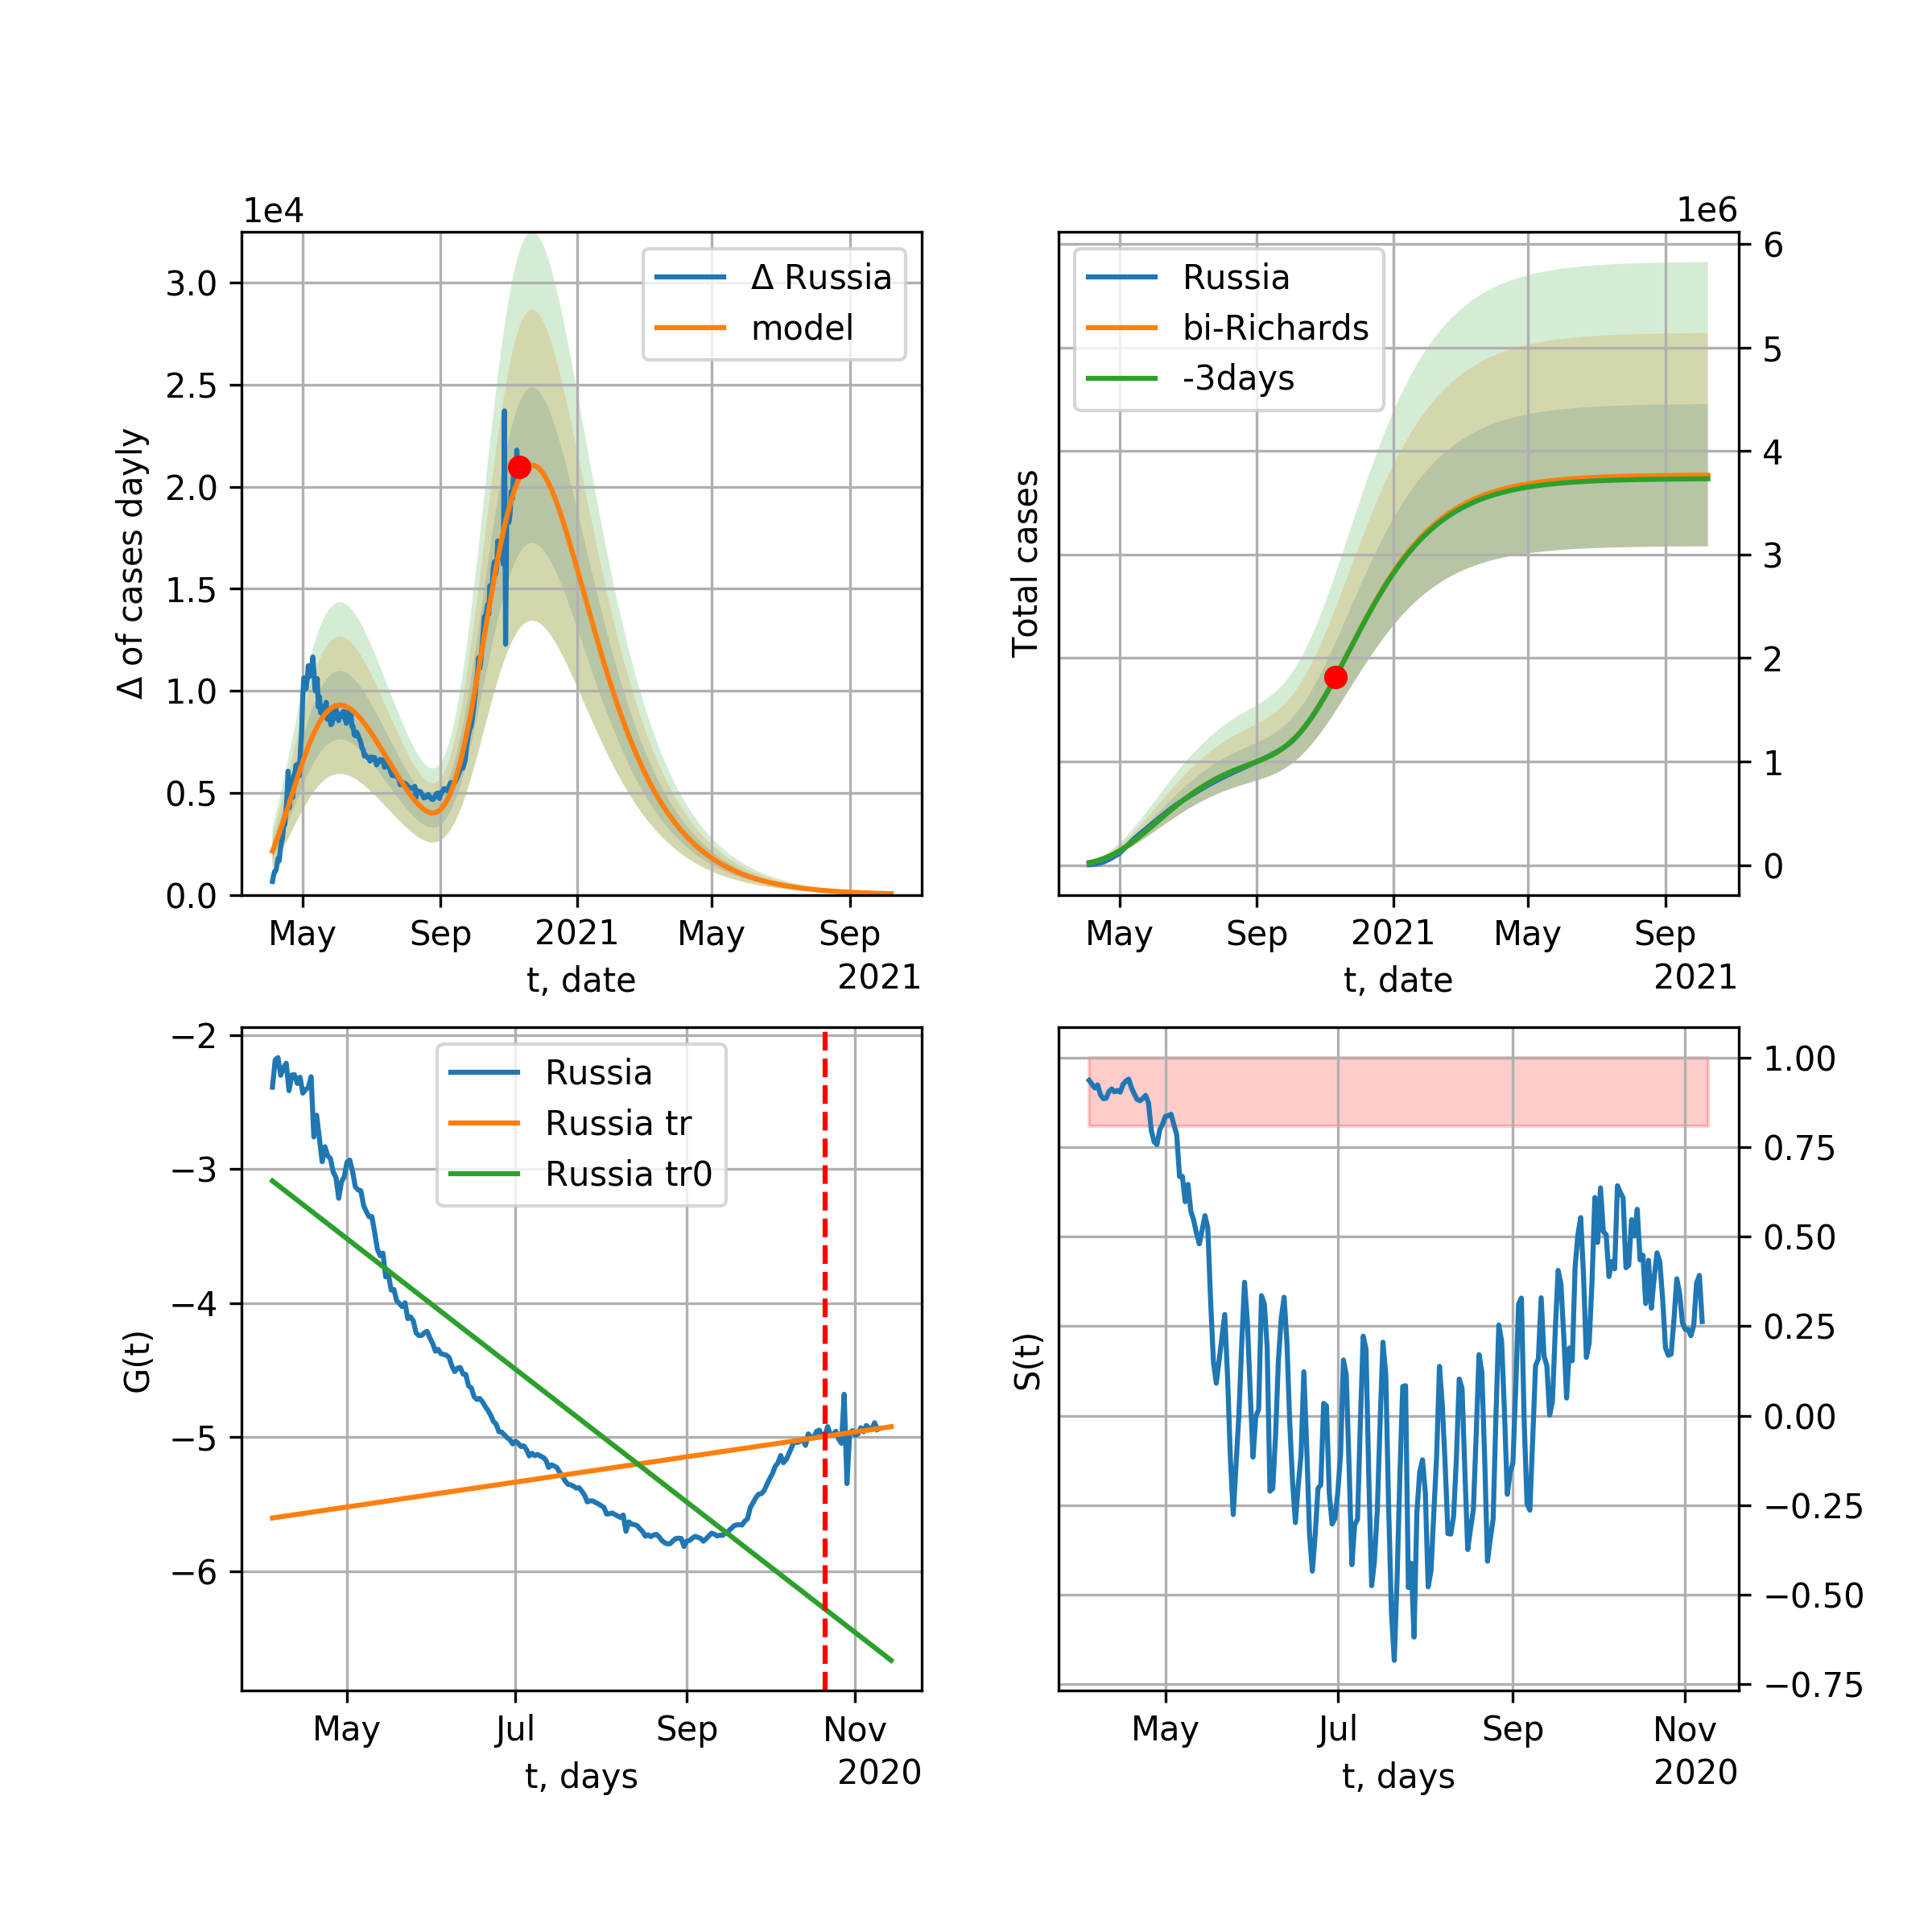 1e4
3.0
2.5
2.0
1.5
1.0
0.5
0.0
Δ of cases dayly
Δ Russia
model
May Sep 2021 May Sep
t, date
2021
1e6
6
5
4
3
2
1
0
Total cases
Russia
bi-Richards
-3days
May Sep 2021 May Sep
t, date
2021
−2
−3
−4
−5
−6
G(t)
Russia
Russia tr
Russia tr0
May Jul Sep Nov
t, days
2020
1.00
0.75
0.50
0.25
0.00
−0.25
−0.50
−0.75
S(t)
May Jul Sep Nov
t, days
2020